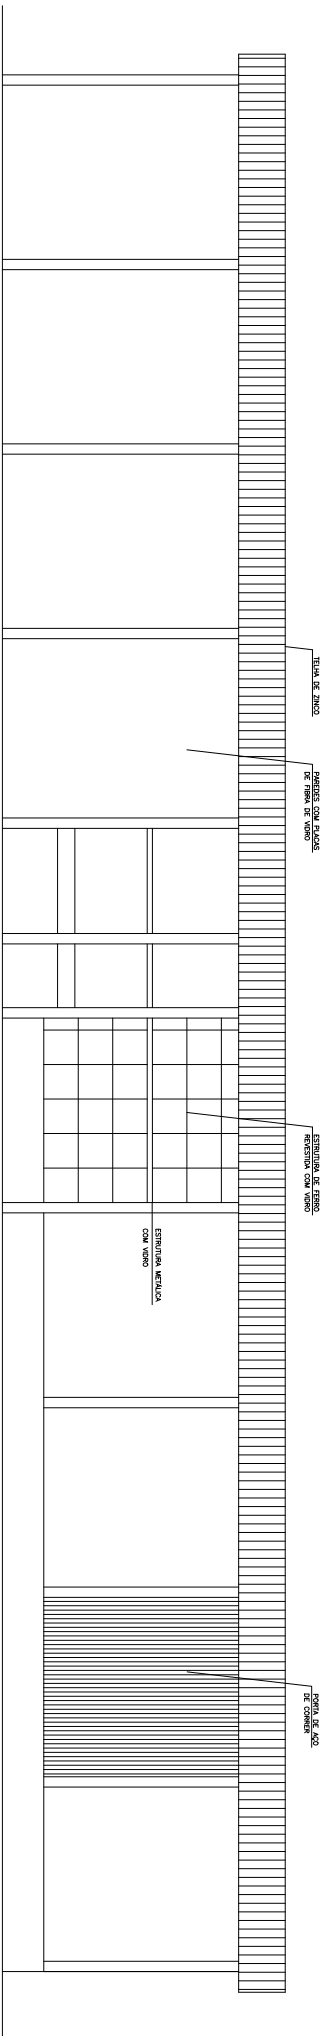 TELHA DE ZINCO
PAREDES COM PLACAS
DE FIBRA DE VIDRO
ESTRUTURA DE FERRO
REVESTIDA COM VIDRO
ESTRUTURA METÁLICA
COM VIDRO
PORTA DE AÇO
DE CORRER